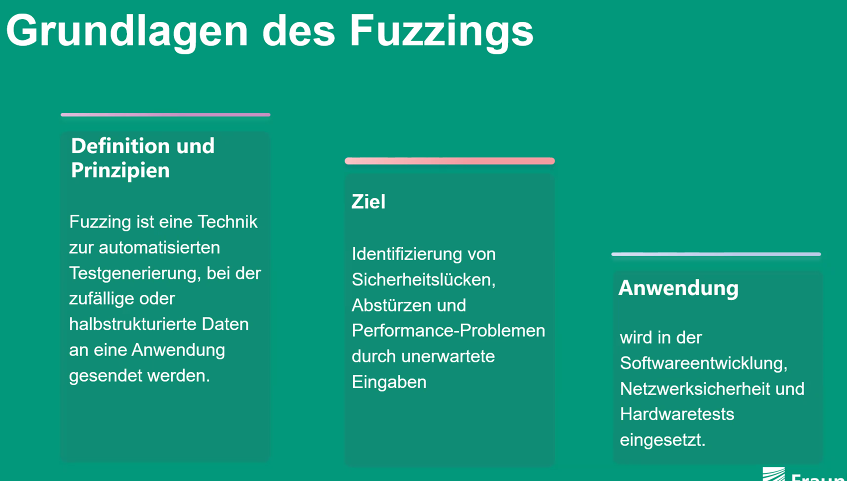 Grundlagen des Fuzzings
Definition und
Prinzipien
Fuzzing ist eine Technik
zur automatisierten
Testgenerierung, bei der
zufällige oder
halbstrukturierte Daten
an eine Anwendung
gesendet werden.
Ziel
Identifizierung von
Sicherheitslücken,
Abstürzen und
Performance-Problemen
durch unerwartete
Eingaben
Anwendung
wird in der
Softwareentwicklung,
Netzwerksicherheit und
Hardwaretests
eingesetzt.